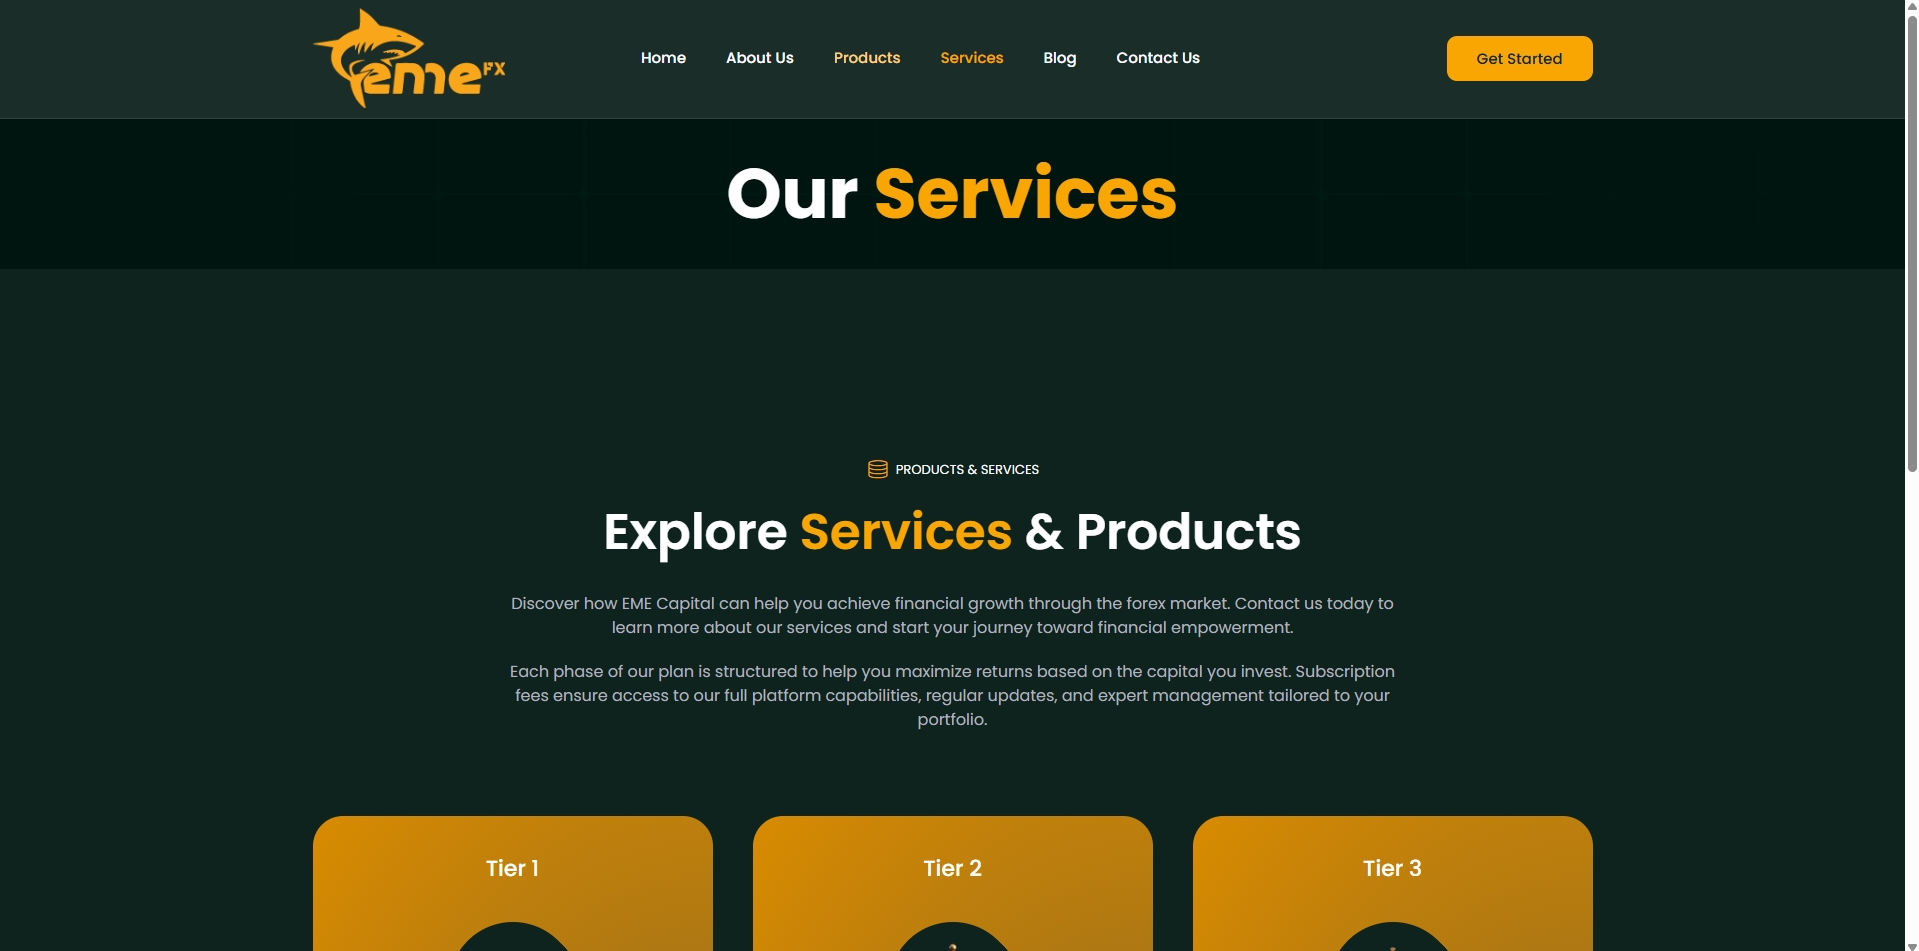 eme FX
Home About Us Products Services Blog Contact Us
Get Started
Our Services
PRODUCTS & SERVICES
Explore Services & Products
Discover how EME Capital can help you achieve financial growth through the forex market. Contact us today to
learn more about our services and start your journey toward financial empowerment.
Each phase of our plan is structured to help you maximize returns based on the capital you invest. Subscription
fees ensure access to our full platform capabilities, regular updates, and expert management tailored to your
portfolio.
Tier 1
Tier 2
Tier 3